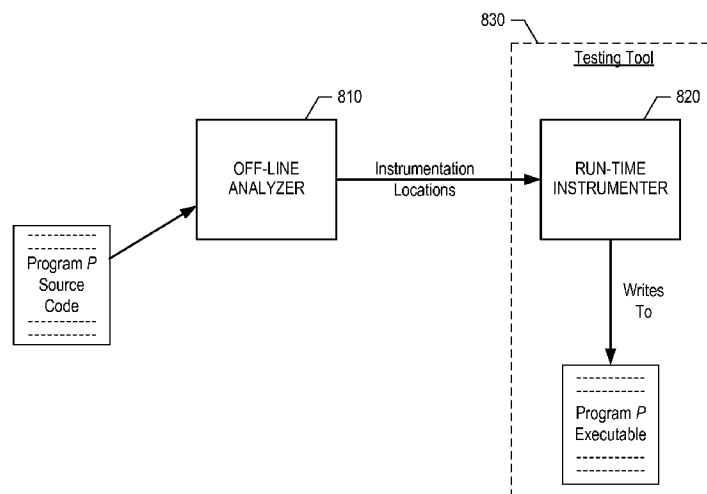 830
Testing Tool
810
820
OFF-LINE
ANALYZER
Instrumentation
Locations
RUN-TIME
INSTRUMENTER
Program P
Source
Code
Writes
To
Program P
Executable